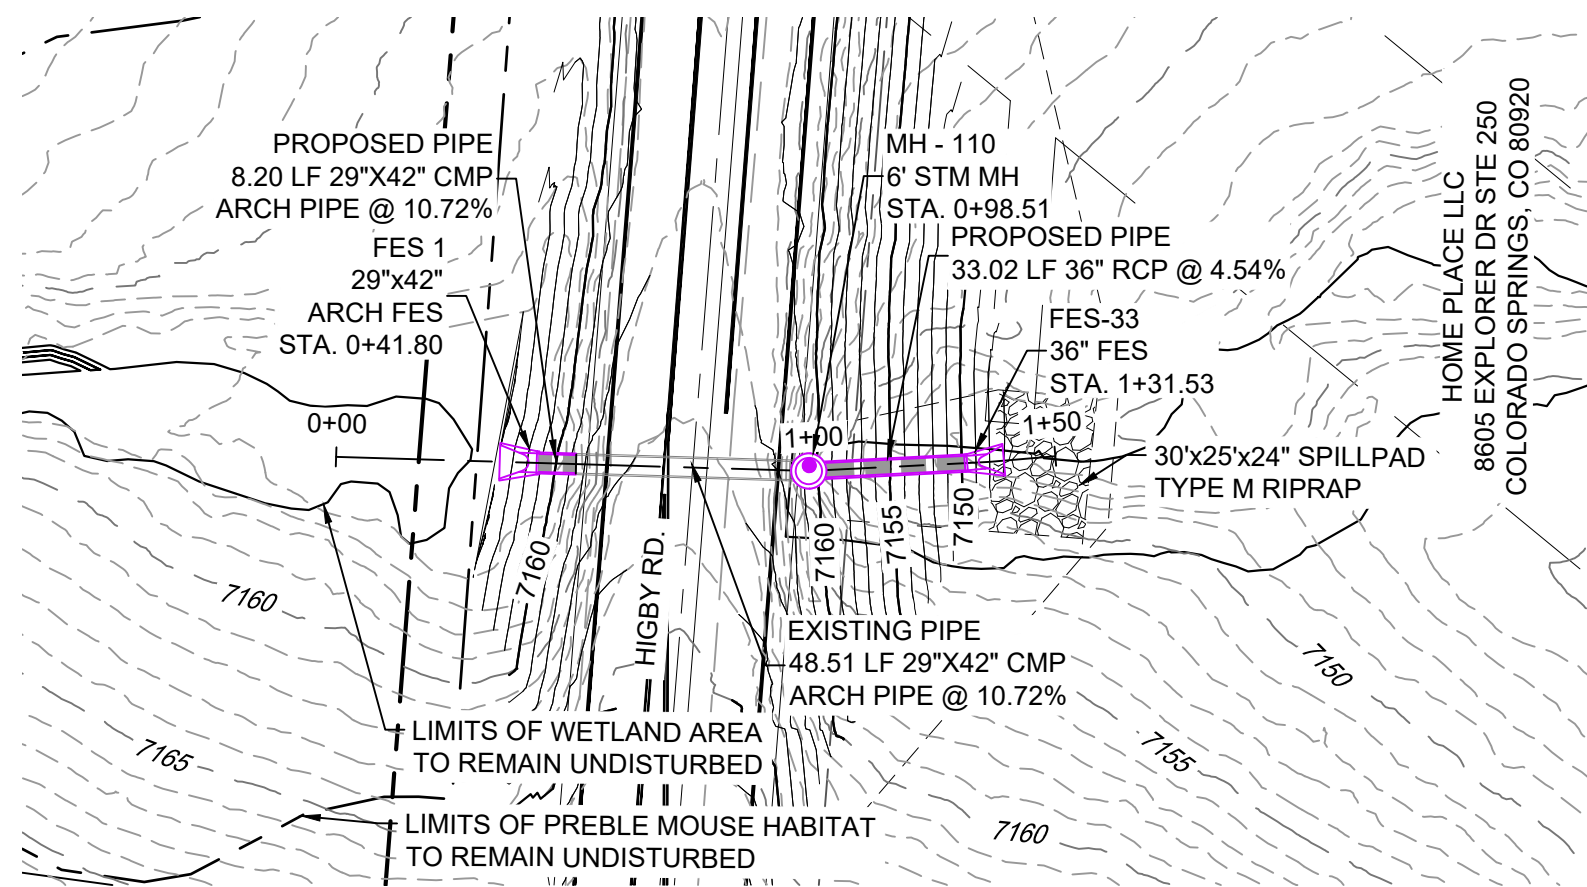 PROPOSED PIPE
8.20 LF 29"X42" CMP
ARCH PIPE @ 10.72%
FES 1
29"x42"
ARCH FES
STA. 0+41.80
0+00
MH - 110
6' STM MH
STA. 0+98.51
PROPOSED PIPE
33.02 LF 36" RCP @ 4.54%
FES-33
36" FES
STA. 1+31.53
1+00
1+50
30'x25'x24" SPILLPAD
TYPE M RIPRAP
HOME PLACE LLC
8605 EXPLORER DR STE 250
COLORADO SPRINGS, CO 80920
7160
HIGBY RD.
7160
7155
7150
EXISTING PIPE
48.51 LF 29"X42" CMP
ARCH PIPE @ 10.72%
7160
7165
LIMITS OF WETLAND AREA
TO REMAIN UNDISTURBED
LIMITS OF PREBLE MOUSE HABITAT
TO REMAIN UNDISTURBED
7150
7155
7160